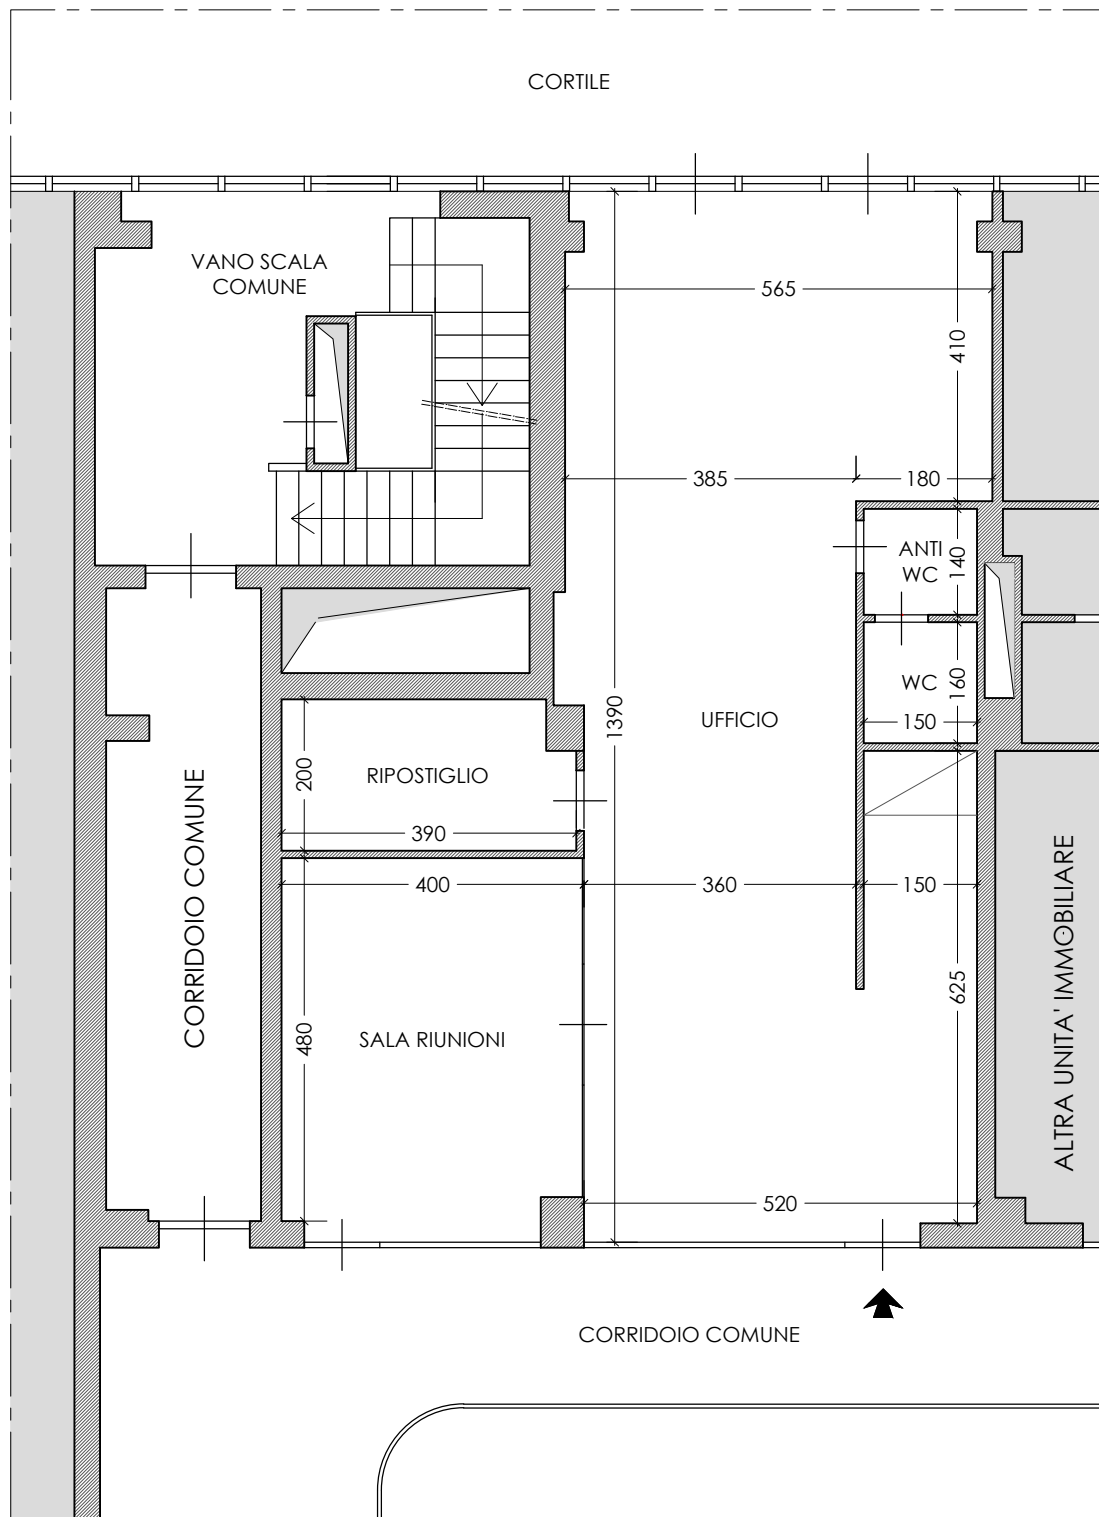 CORTILE
VANO SCALA
COMUNE
565
410
385
180
ANTI
WC
140
WC
160
150
1390
UFFICIO
RIPOSTIGLIO
200
390
CORRIDOIO COMUNE
400
360
150
ALTRA UNITA' IMMOBILIARE
625
480
SALA RIUNIONI
520
CORRIDOIO COMUNE